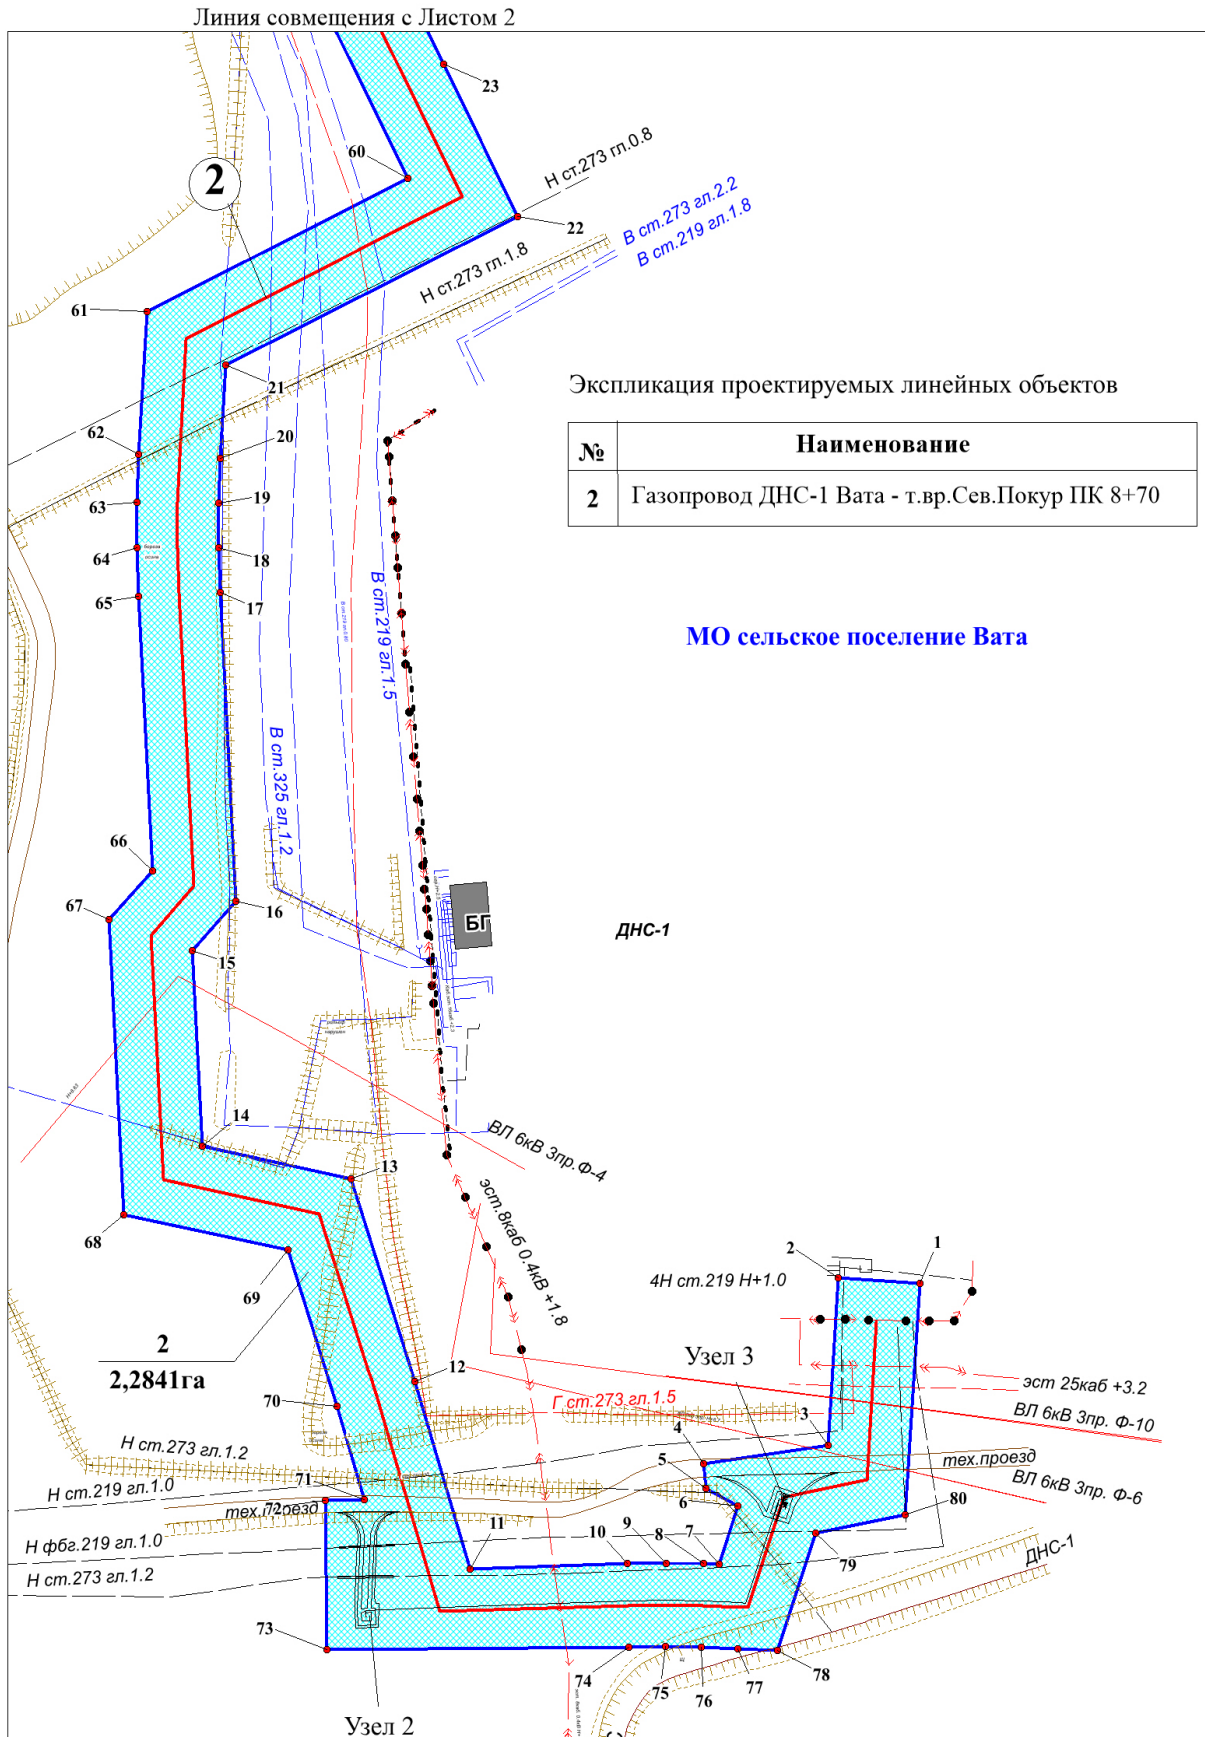 Линия совмещения с Листом 2
23
60
Н ст.273 гл.0.8
2
22
В ст.273 гл.2.2
В ст.219 гл.1.8
Н ст.273 гл.1.8
61
21
Экспликация проектируемых линейных объектов
№ Наименование
2 Газопровод ДНС-1 Вата - т.вр.Сев.Покур ПК 8+70
62
20
63
19
64
18
65
17
В ст.219 гл.1.5
МО сельское поселение Вата
В ст.325 гл.1.2
66
67
16
БГ
ДНС-1
15
14
ВЛ 6кВ 3пр. Ф-4
13
эст.8каб 0.4кВ +1.8
68
69
2
1
4Н ст.219 Н+1.0
2
2,2841га
12
Узел 3
эст 25каб +3.2
70
Г ст.273 гл.1.5
ВЛ 6кВ 3пр. Ф-10
3
4
Н ст.273 гл.1.2
5
тех.проезд
71
ВЛ 6кВ 3пр. Ф-6
Н ст.219 гл.1.0
6
72
тех.проезд
80
Н фбг.219 гл.1.0
11
10
9
8
7
79
ДНС-1
Н ст.273 гл.1.2
73
74
75
76
77
78
Узел 2